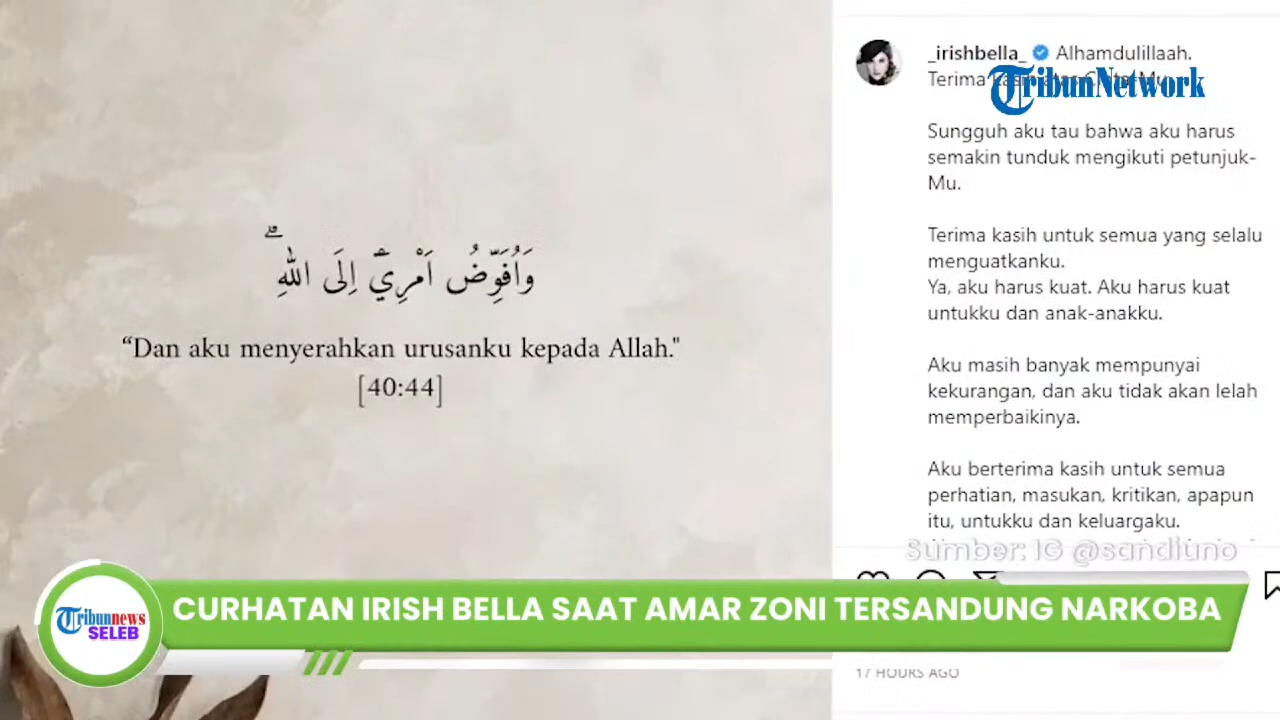 وَاُفَوِّضُ اَمْرِيْٓ اِلَى اللّٰهِ ۗ
“Dan aku menyerahkan urusanku kepada Allah."
[40:44]
_irishbella_ Alhamdulillaah.
Terima
TribunNetwork
Sungguh aku tau bahwa aku harus
semakin tunduk mengikuti petunjuk-
Mu.
Terima kasih untuk semua yang selalu
menguatkanku.
Ya, aku harus kuat. Aku harus kuat
untukku dan anak-anakku.
Aku masih banyak mempunyai
kekurangan, dan aku tidak akan lelah
memperbaikinya.
Aku berterima kasih untuk semua
perhatian, masukan, kritikan, apapun
itu, untukku dan keluargaku.
Sumber: IG @sandiuno
Tribunnews
SELEB
CURHATAN IRISH BELLA SAAT AMAR ZONI TERSANDUNG NARKOBA
17 HOURS AGO